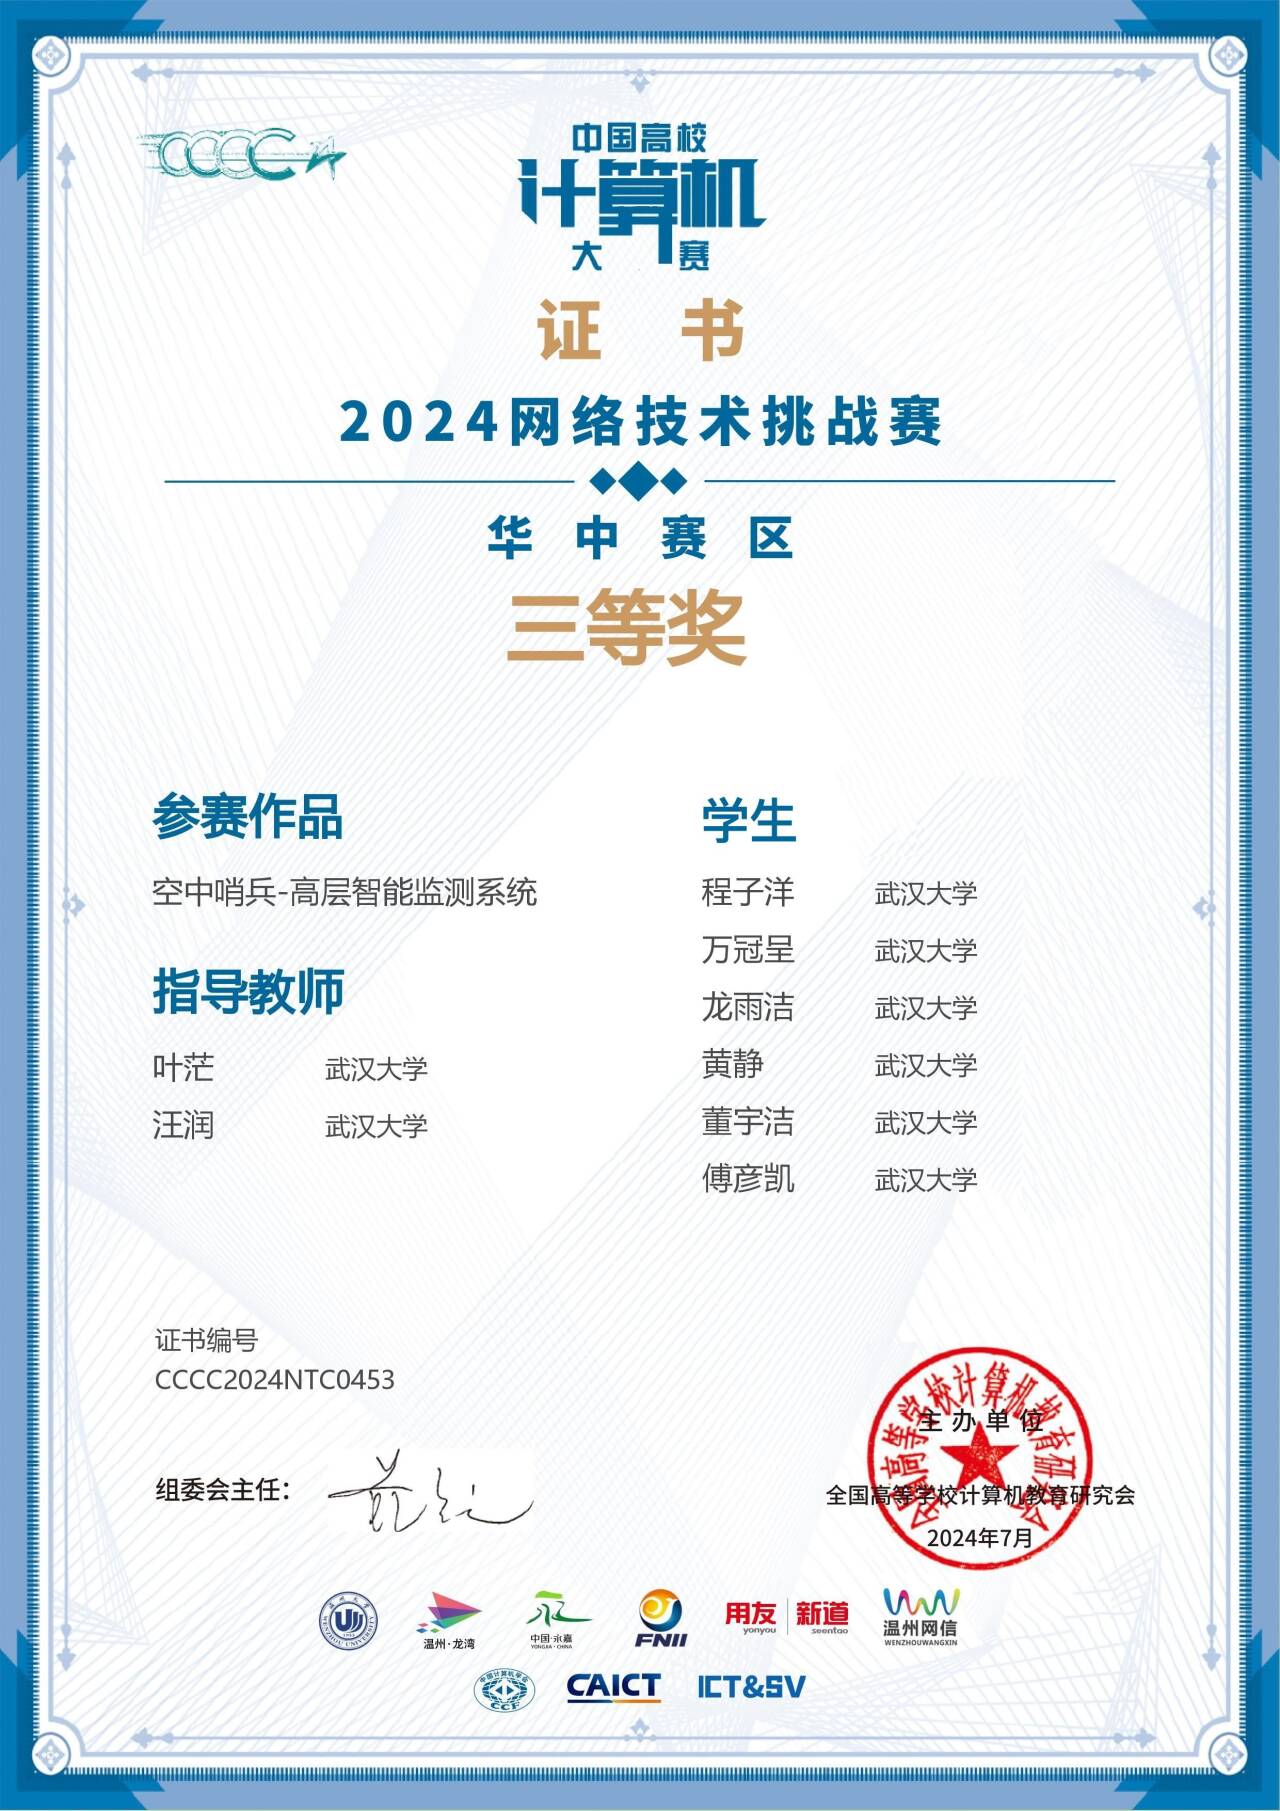 CCCC
中国高校
计算机
大赛
证 书
2024网络技术挑战赛
华中赛区
三等奖
参赛作品
空中哨兵-高层智能监测系统
指导教师
叶茫 武汉大学
汪润 武汉大学
学生
程子洋 武汉大学
万冠呈 武汉大学
龙雨洁 武汉大学
黄静 武汉大学
董宇洁 武汉大学
傅彦凯 武汉大学
证书编号
CCCC2024NTC0453
组委会主任：
主办单位
全国高等学校计算机教育研究会
2024年7月
全国高等学校计算机教育研究会
温州大学
WENZHOU UNIVERSITY
1933
温州·龙湾
中国·永嘉
YONGJIA·CHINA
FNII
用友 新道
yonyou seentao
温州网信
WENZHOUWANGXIN
中国计算机学会
CCF
CAICT
ICT&SV